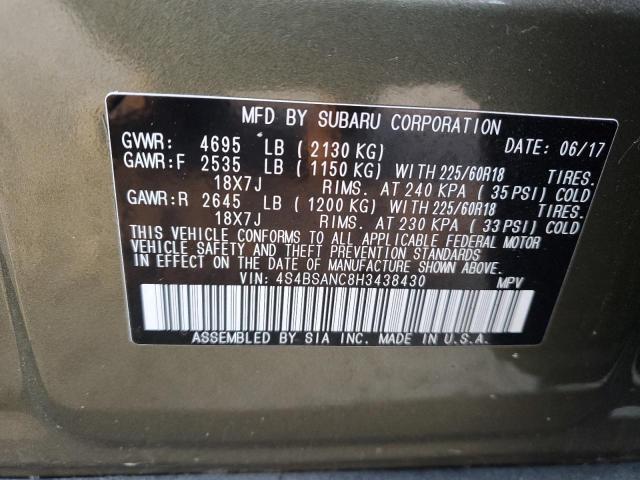 MFD BY SUBARU CORPORATION
GVWR: 4695 LB ( 2130 KG) DATE: 06/17
GAWR:F 2535 LB ( 1150 KG) WITH 225/60R18 TIRES.
18X7J RIMS. AT 240 KPA ( 35 PSI) COLD
GAWR:R 2645 LB ( 1200 KG) WITH 225/60R18 TIRES.
18X7J RIMS. AT 230 KPA ( 33 PSI) COLD
THIS VEHICLE CONFORMS TO ALL APPLICABLE FEDERAL MOTOR
VEHICLE SAFETY AND THEFT PREVENTION STANDARDS
IN EFFECT ON THE DATE OF MANUFACTURE SHOWN ABOVE.
VIN: 4S4BSANC8H3438430 MPV
ASSEMBLED BY SIA INC. MADE IN U.S.A.